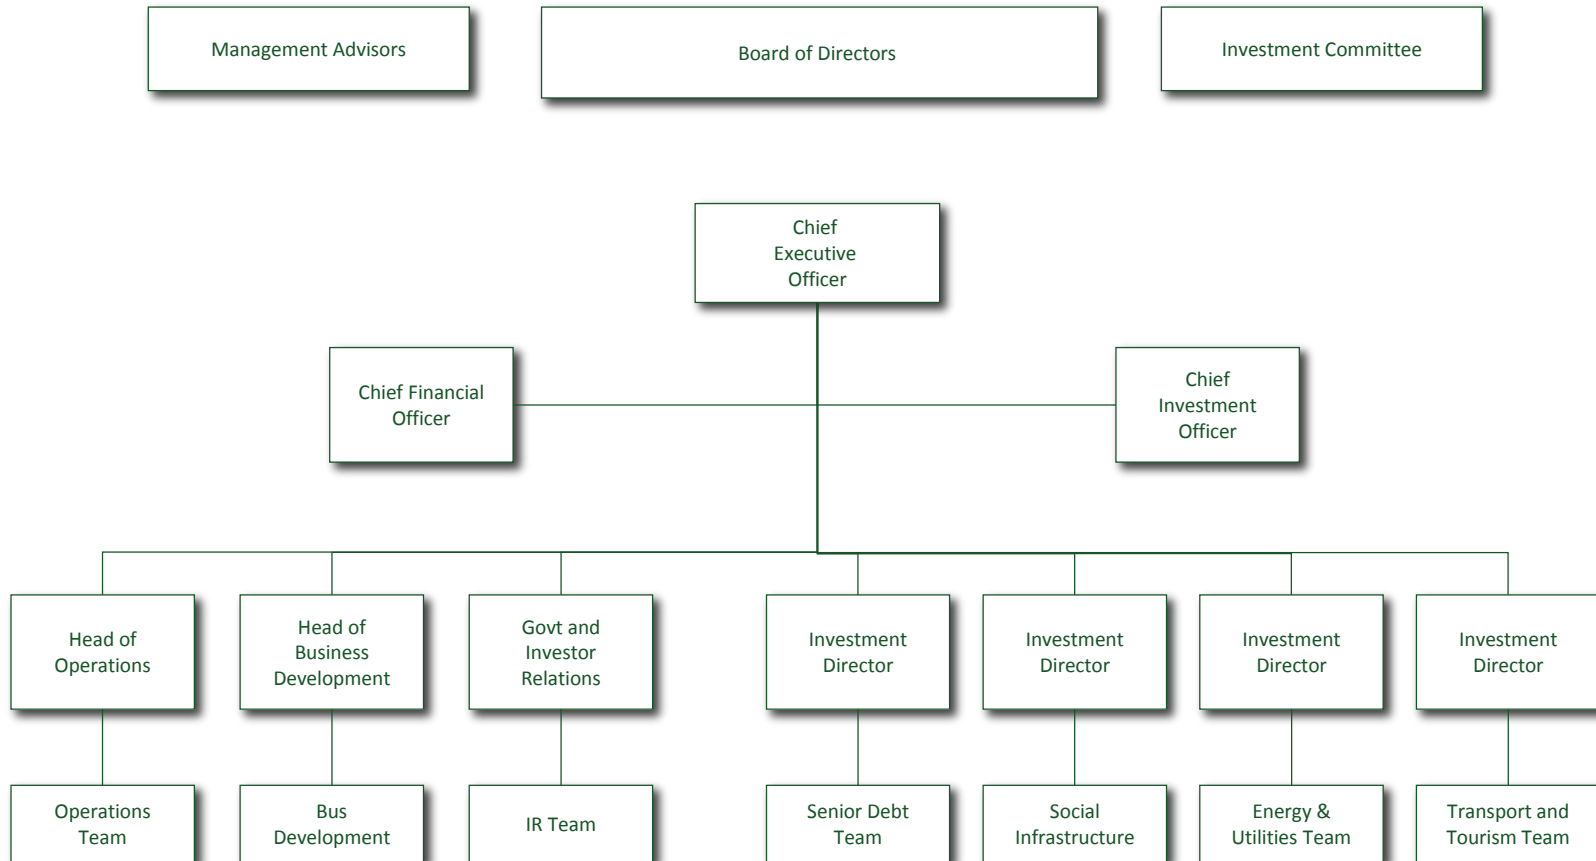 Management Advisors
Board of Directors
Investment Committee
Chief
Executive
Officer
Chief Financial
Officer
Chief
Investment
Officer
Head of
Operations
Head of
Business
Development
Govt and
Investor
Relations
Investment
Director
Investment
Director
Investment
Director
Investment
Director
Operations
Team
Bus
Development
IR Team
Senior Debt
Team
Social
Infrastructure
Energy &
Utilities Team
Transport and
Tourism Team